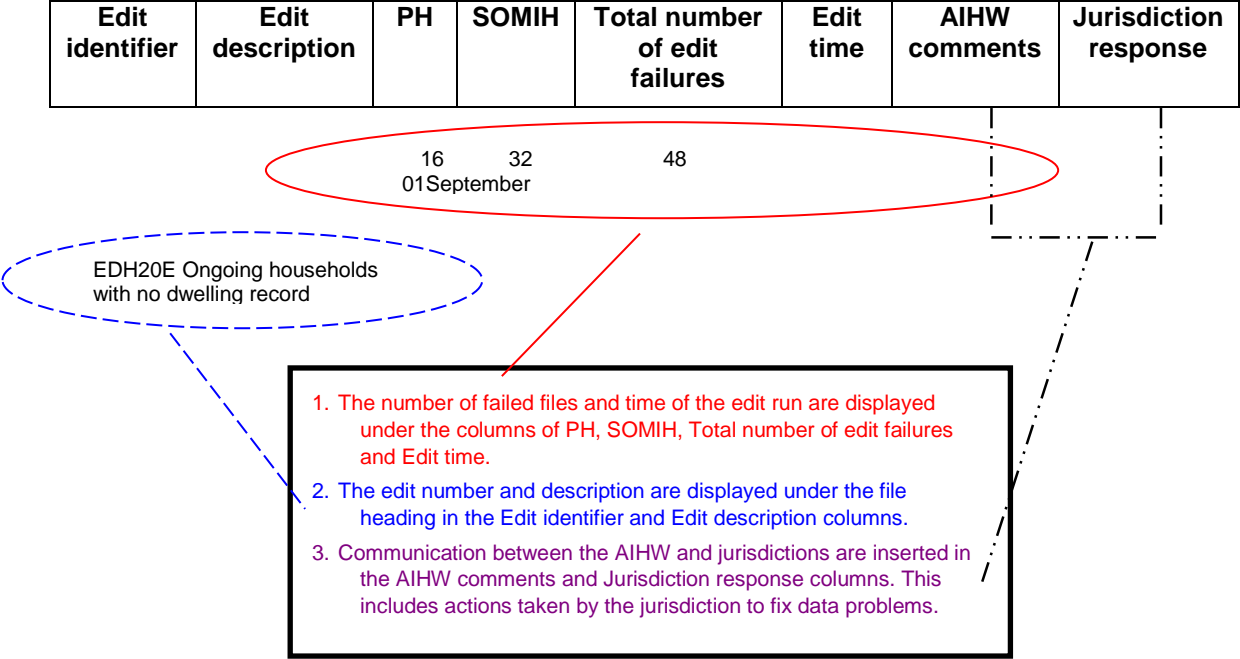 Edit identifier Edit description PH SOMIH Total number of edit failures Edit time AIHW comments Jurisdiction response
16 32 48
01September
EDH20E Ongoing households
with no dwelling record
1. The number of failed files and time of the edit run are displayed
under the columns of PH, SOMIH, Total number of edit failures
and Edit time.
2. The edit number and description are displayed under the file
heading in the Edit identifier and Edit description columns.
3. Communication between the AIHW and jurisdictions are inserted in
the AIHW comments and Jurisdiction response columns. This
includes actions taken by the jurisdiction to fix data problems.